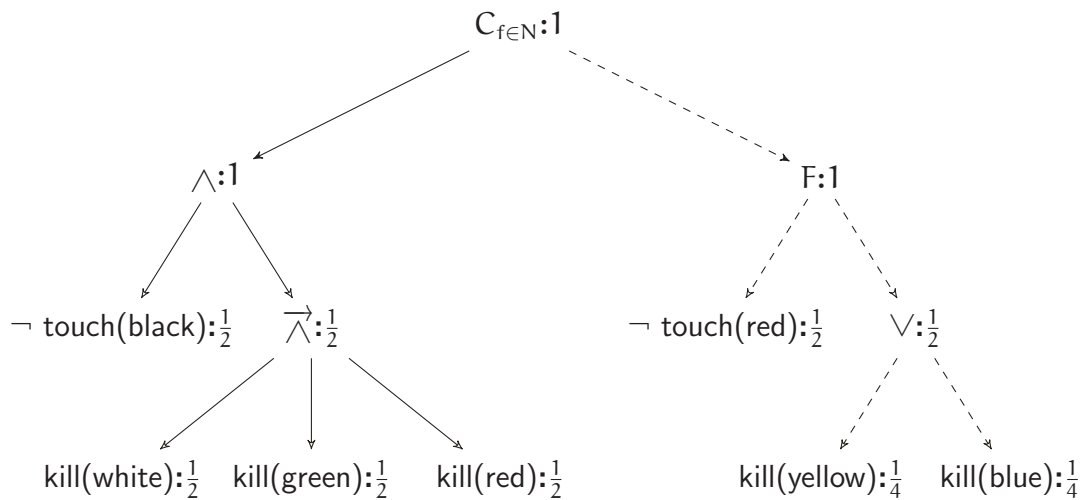 C_{f∈N}:1
∧:1 F:1
¬ touch(black):1/2 \overrightarrow{∧}:1/2 ¬ touch(red):1/2 ∨:1/2
kill(white):1/2 kill(green):1/2 kill(red):1/2 kill(yellow):1/4 kill(blue):1/4